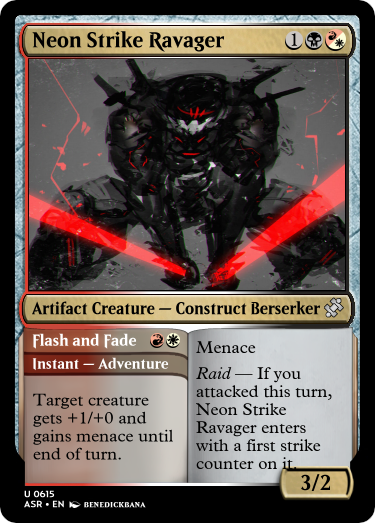 Neon Strike Ravager 1
Artifact Creature — Construct Berserker
Flash and Fade
Instant — Adventure
Target creature
gets +1/+0 and
gains menace until
end of turn.
Menace
Raid — If you
attacked this turn,
Neon Strike
Ravager enters
with a first strike
counter on it.
3/2
U 0615
ASR • EN BENEDICKBANA